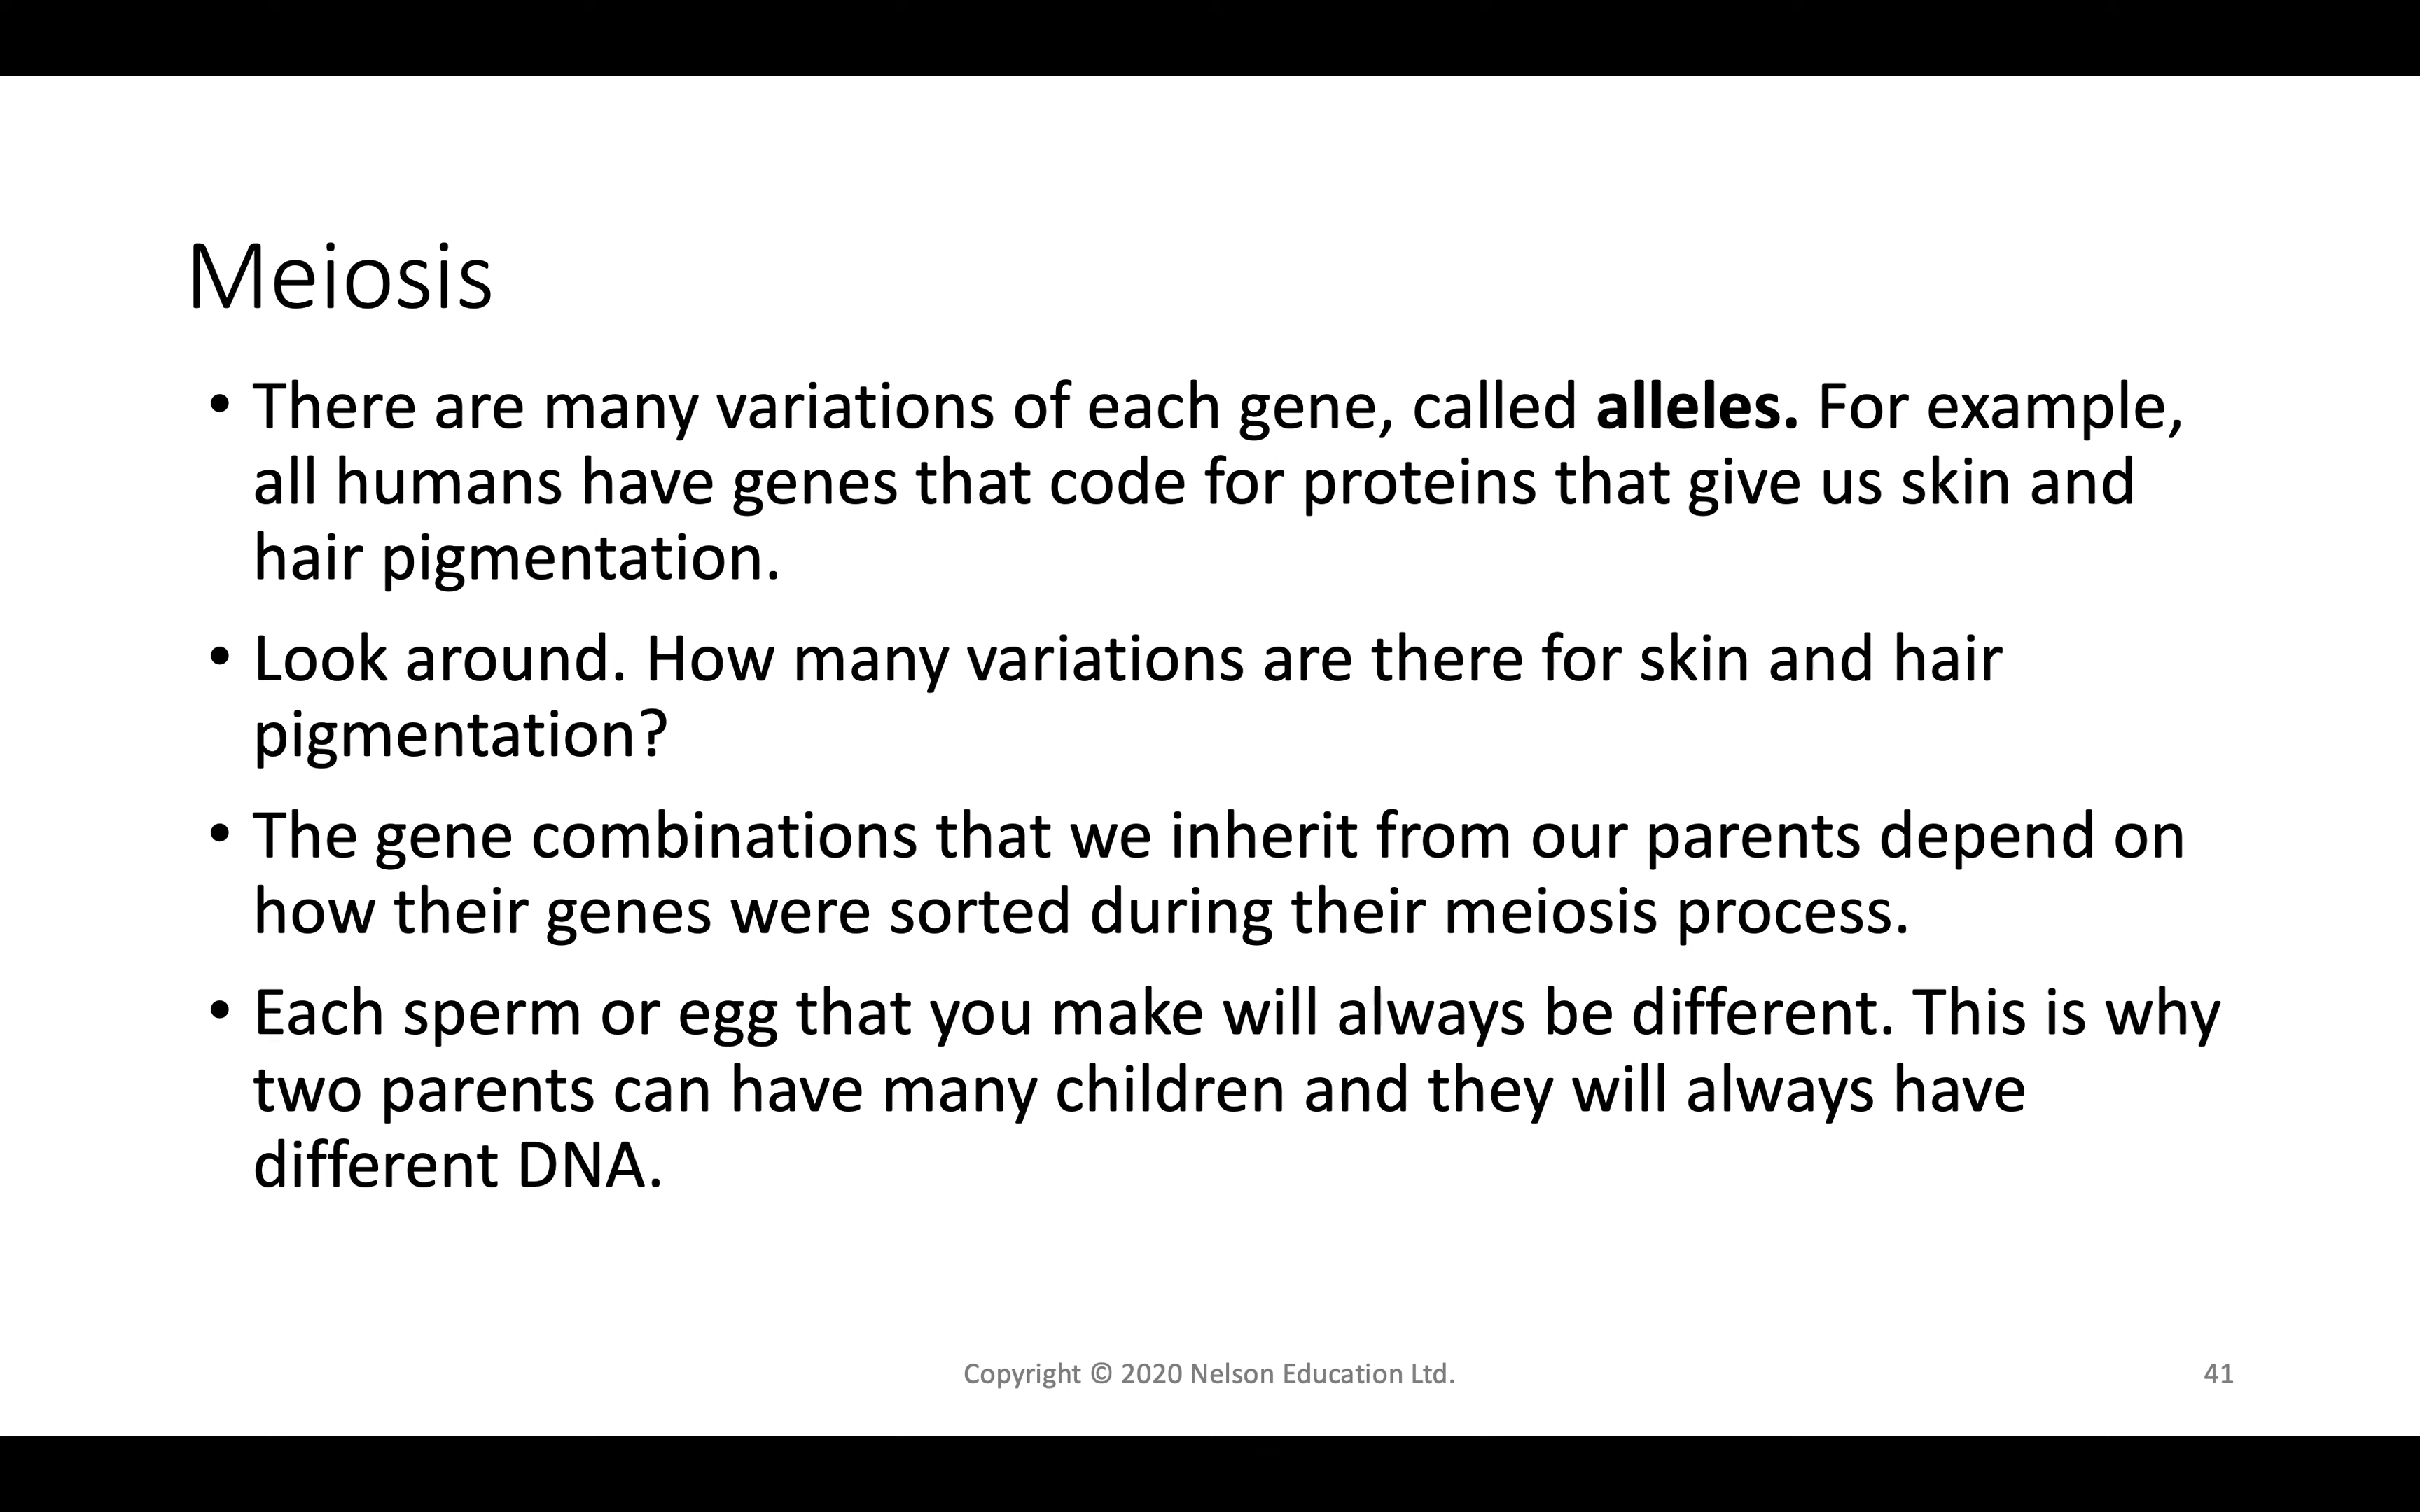 Meiosis
• There are many variations of each gene, called alleles. For example,
all humans have genes that code for proteins that give us skin and
hair pigmentation.
• Look around. How many variations are there for skin and hair
pigmentation?
• The gene combinations that we inherit from our parents depend on
how their genes were sorted during their meiosis process.
• Each sperm or egg that you make will always be different. This is why
two parents can have many children and they will always have
different DNA.
Copyright © 2020 Nelson Education Ltd.
41